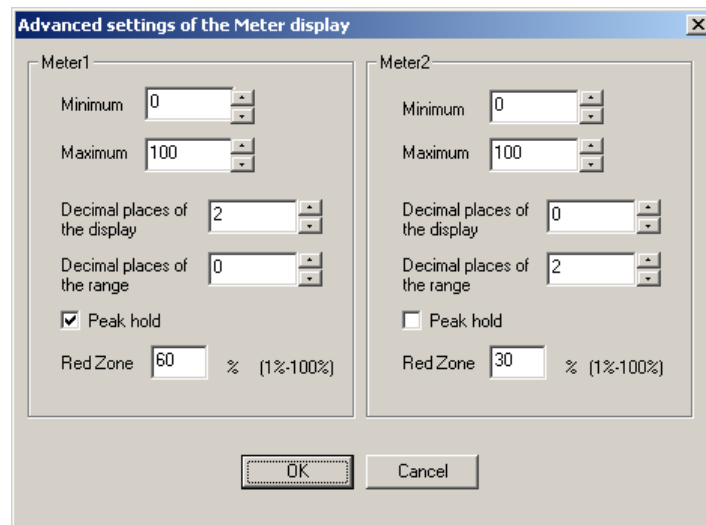 Advanced settings of the Meter display
Meter1
Minimum 0
Maximum 100
Decimal places of
the display 2
Decimal places of
the range 0
Peak hold
Red Zone 60 % (1%-100%)
Meter2
Minimum 0
Maximum 100
Decimal places of
the display 0
Decimal places of
the range 2
Peak hold
Red Zone 30 % (1%-100%)
OK Cancel